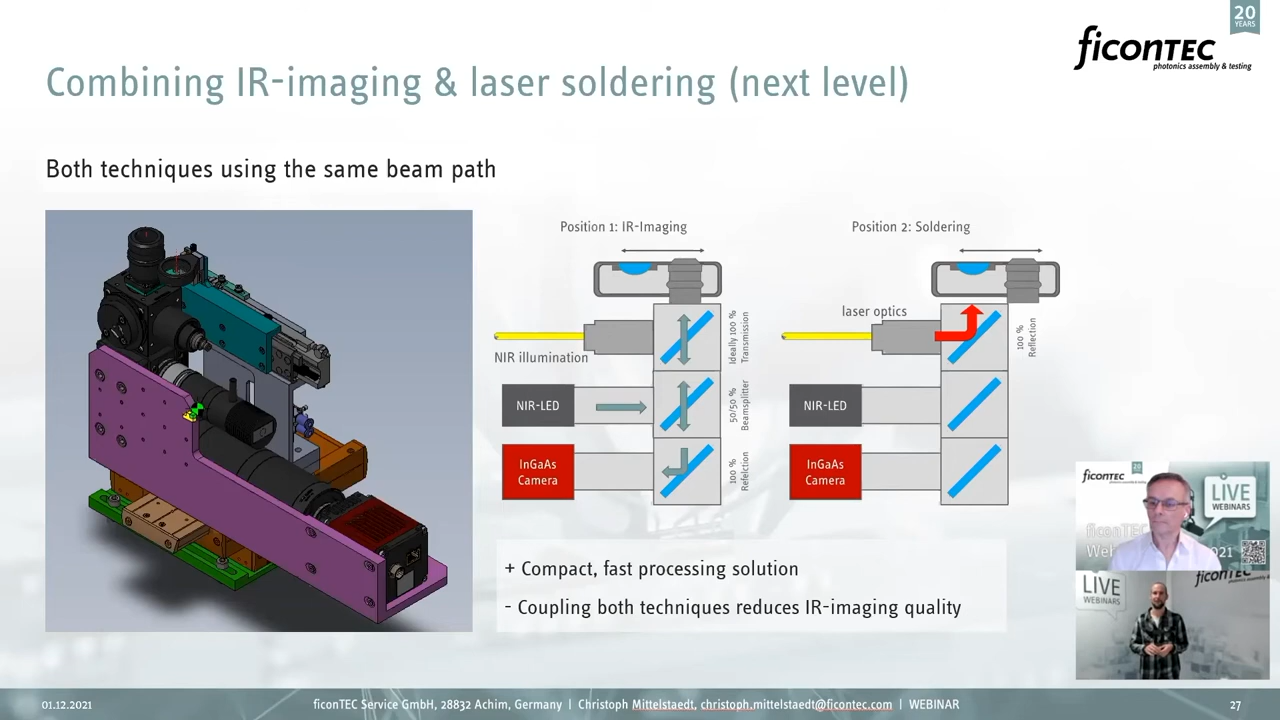 20
YEARS
ficonTEC
photonics assembly & testing
Combining IR-imaging & laser soldering (next level)
Both techniques using the same beam path
Position 1: IR-Imaging
NIR illumination
NIR-LED
InGaAs
Camera
Ideally 100 %
Transmission
50/50 %
Beamsplitter
100 %
Refelction
Position 2: Soldering
laser optics
NIR-LED
InGaAs
Camera
100 %
Reflection
+ Compact, fast processing solution
- Coupling both techniques reduces IR-imaging quality
ficonTEC
20
LIVE
WEBINARS
ficonTEC
LIVE
WEBINARS
ficonTEC
01.12.2021
ficonTEC Service GmbH, 28832 Achim, Germany | Christoph Mittelstaedt, christoph.mittelstaedt@ficontec.com | WEBINAR
27